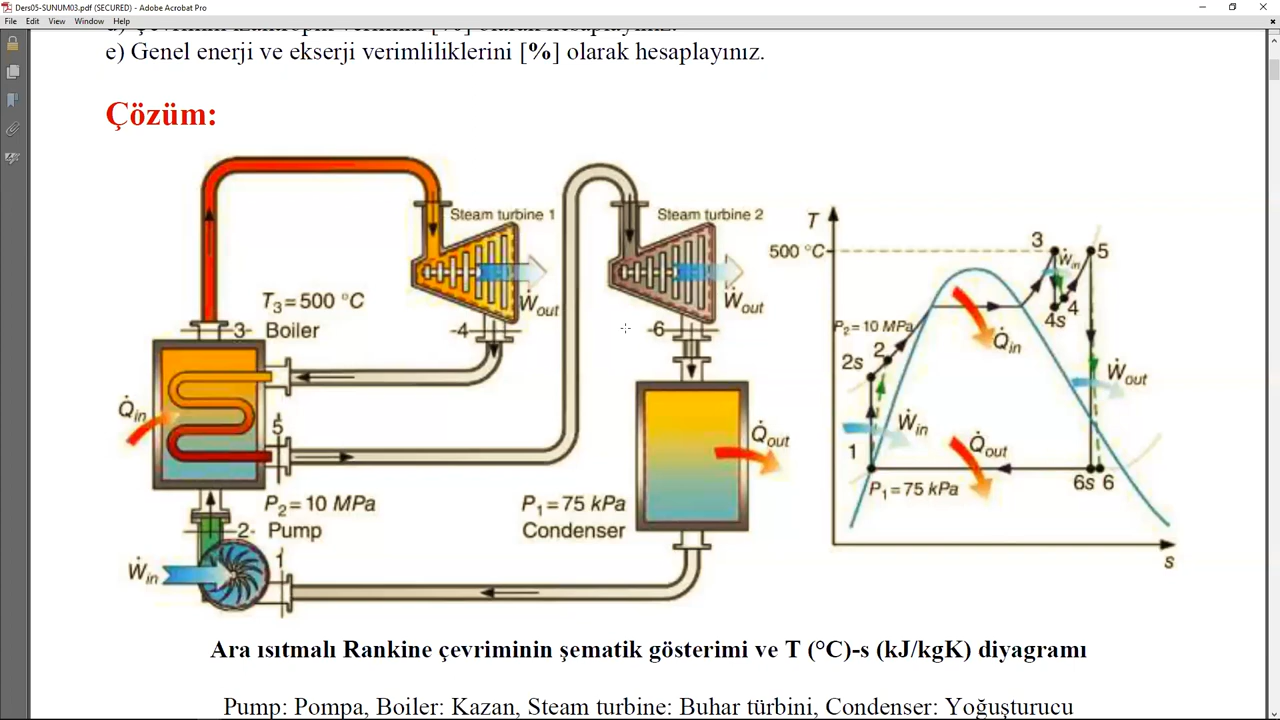 Ders05-SUNUM03.pdf (SECURED) - Adobe Acrobat Pro
File Edit View Window Help
e) Genel enerji ve ekserji verimliliklerini [%] olarak hesaplayınız.
Çözüm:
Steam turbine 1
Steam turbine 2
T
500 °C
3
Ẇin
5
T3 = 500 °C
Ẇout
Ẇout
4s
4
3
Boiler
4
6
P2 = 10 MPa
Q̇in
2s
2
Ẇout
Q̇in
5
Q̇out
Ẇin
Q̇out
1
6s 6
P2 = 10 MPa
P1 = 75 kPa
P1 = 75 kPa
2
Pump
Condenser
1
s
Ẇin
Ara ısıtmalı Rankine çevriminin şematik gösterimi ve T (°C)-s (kJ/kgK) diyagramı
Pump: Pompa, Boiler: Kazan, Steam turbine: Buhar türbini, Condenser: Yoğuşturucu